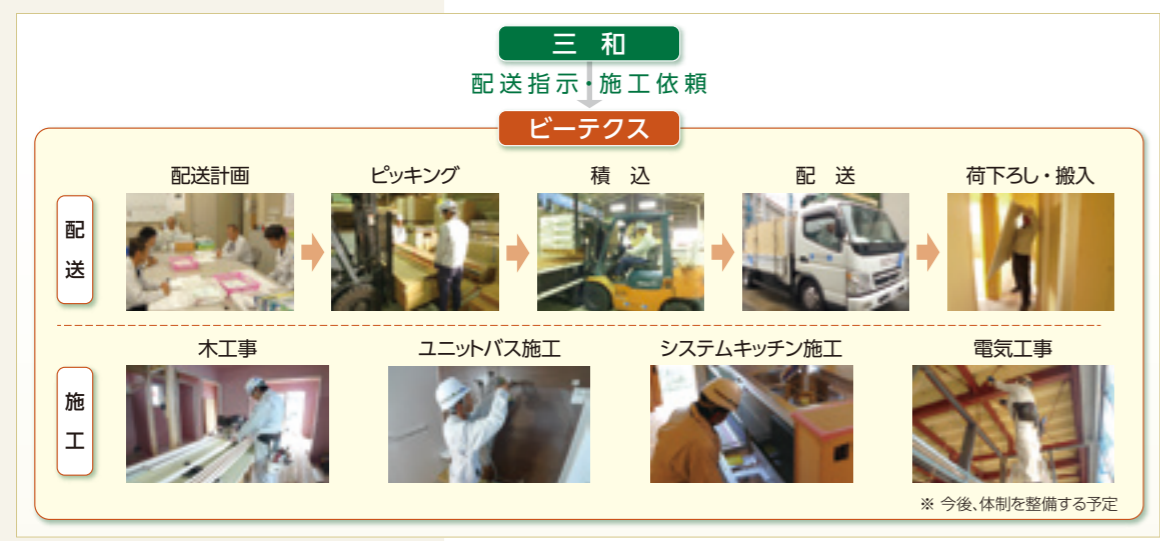 三 和
配送指示・施工依頼
ビーテクス
配送
配送計画
ピッキング
積 込
配 送
荷下ろし・搬入
施工
木工事
ユニットバス施工
システムキッチン施工
電気工事
※ 今後、体制を整備する予定